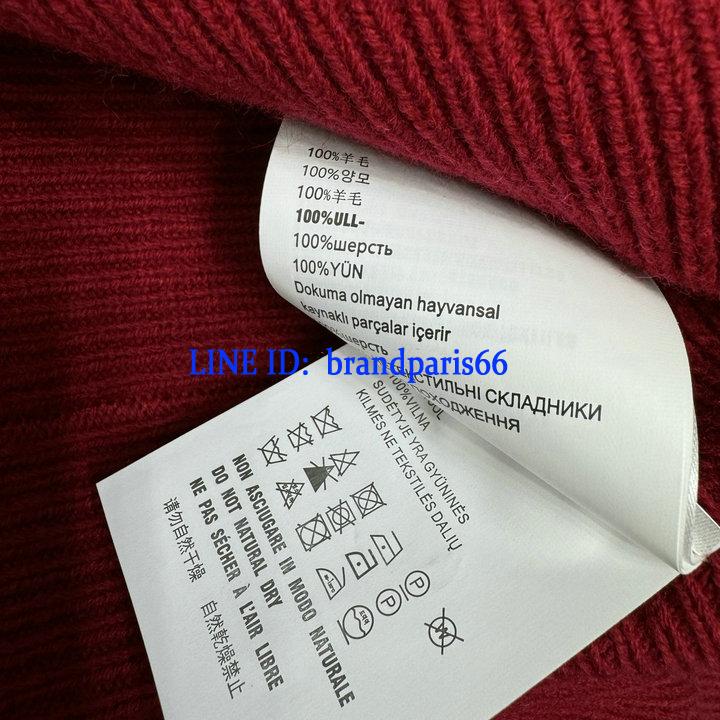 100%羊毛
100%양모
100%羊毛
100%ULL-
100%шерсть
100%YÜN
Dokuma olmayan hayvansal
kaynaklı parçalar içerir
шерсть
СТИЛЬНІ СКЛАДНИКИ
ПОХОДЖЕННЯ
LINE ID: brandparis66
100%VILNA
SUDĖTYJE YRA GYŪNINĖS
KILMĖS NE TEKSTILĖS DALIŲ
NON ASCIUGARE IN MODO NATURALE
DO NOT NATURAL DRY
NE PAS SÉCHER À L'AIR LIBRE
请勿自然干燥
自然乾燥禁止
P
P
W